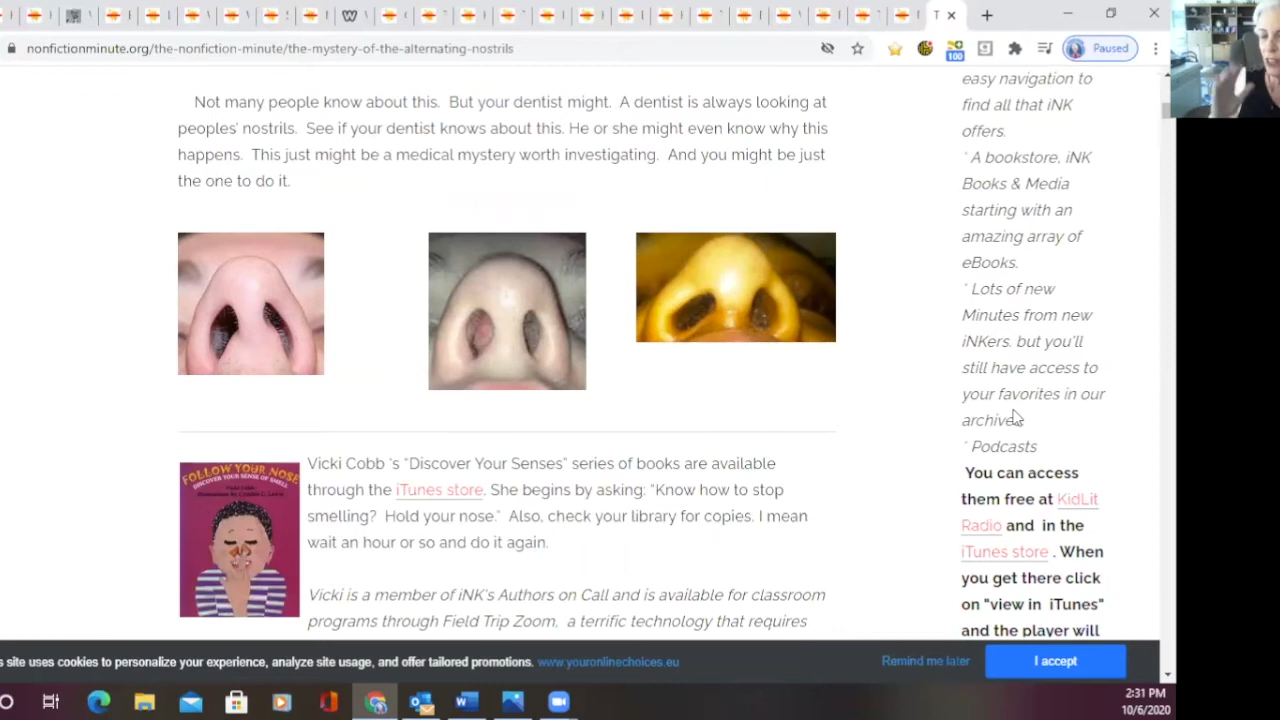 nonfictionminute.org/the-nonfiction-minute/the-mystery-of-the-alternating-nostrils
100
Paused
Not many people know about this. But your dentist might. A dentist is always looking at
peoples' nostrils. See if your dentist knows about this. He or she might even know why this
happens. This just might be a medical mystery worth investigating. And you might be just
the one to do it.
FOLLOW YOUR NOSE
DISCOVER YOUR SENSE OF SMELL
Vicki Cobb 's "Discover Your Senses" series of books are available
through the iTunes store. She begins by asking: "Know how to stop
smelling? Hold your nose." Also, check your library for copies. I mean
wait an hour or so and do it again.
Vicki is a member of iNK's Authors on Call and is available for classroom
programs through Field Trip Zoom, a terrific technology that requires
easy navigation to
find all that iNK
offers.
* A bookstore, iNK
Books & Media
starting with an
amazing array of
eBooks.
* Lots of new
Minutes from new
iNKers. but you'll
still have access to
your favorites in our
archive
* Podcasts
You can access
them free at KidLit
Radio and in the
iTunes store . When
you get there click
on "view in iTunes"
and the player will
s site uses cookies to personalize your experience, analyze site usage, and offer tailored promotions. www.youronlinechoices.eu
Remind me later
I accept
2:31 PM
10/6/2020